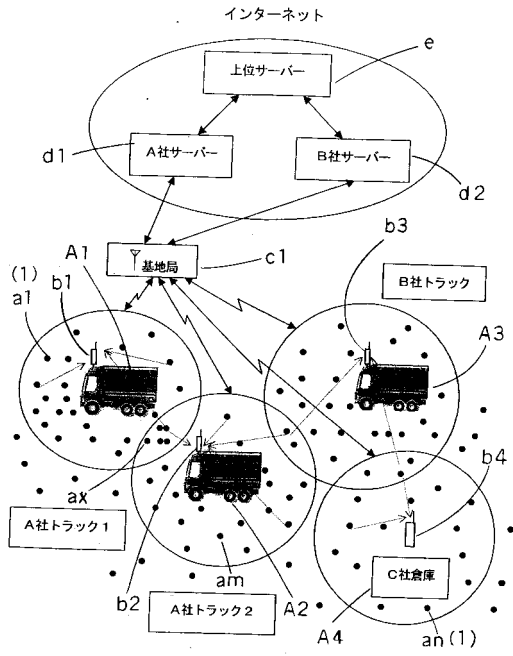 インターネット
e
上位サーバー
d1
A社サーバー
B社サーバー
d2
b3
A1
基地局
c1
(1)
b1
a1
B社トラック
A3
b4
ax
A社トラック1
C社倉庫
b2
am
A2
A4
an(1)
A社トラック2